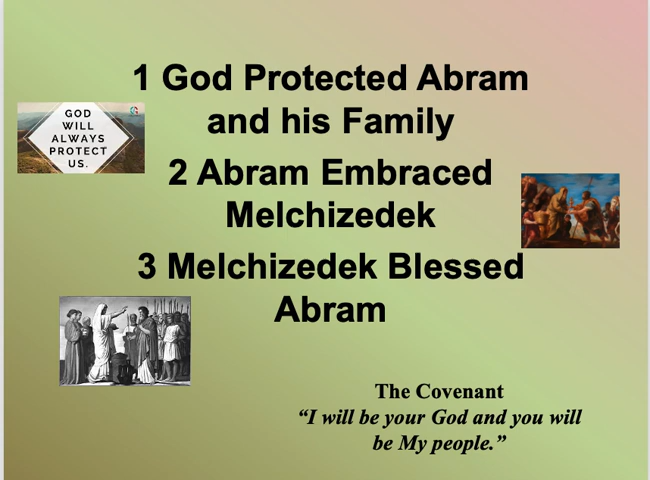 1 God Protected Abram
and his Family
GOD
WILL
ALWAYS
PROTECT
US.
2 Abram Embraced
Melchizedek
3 Melchizedek Blessed
Abram
The Covenant
“I will be your God and you will
be My people.”